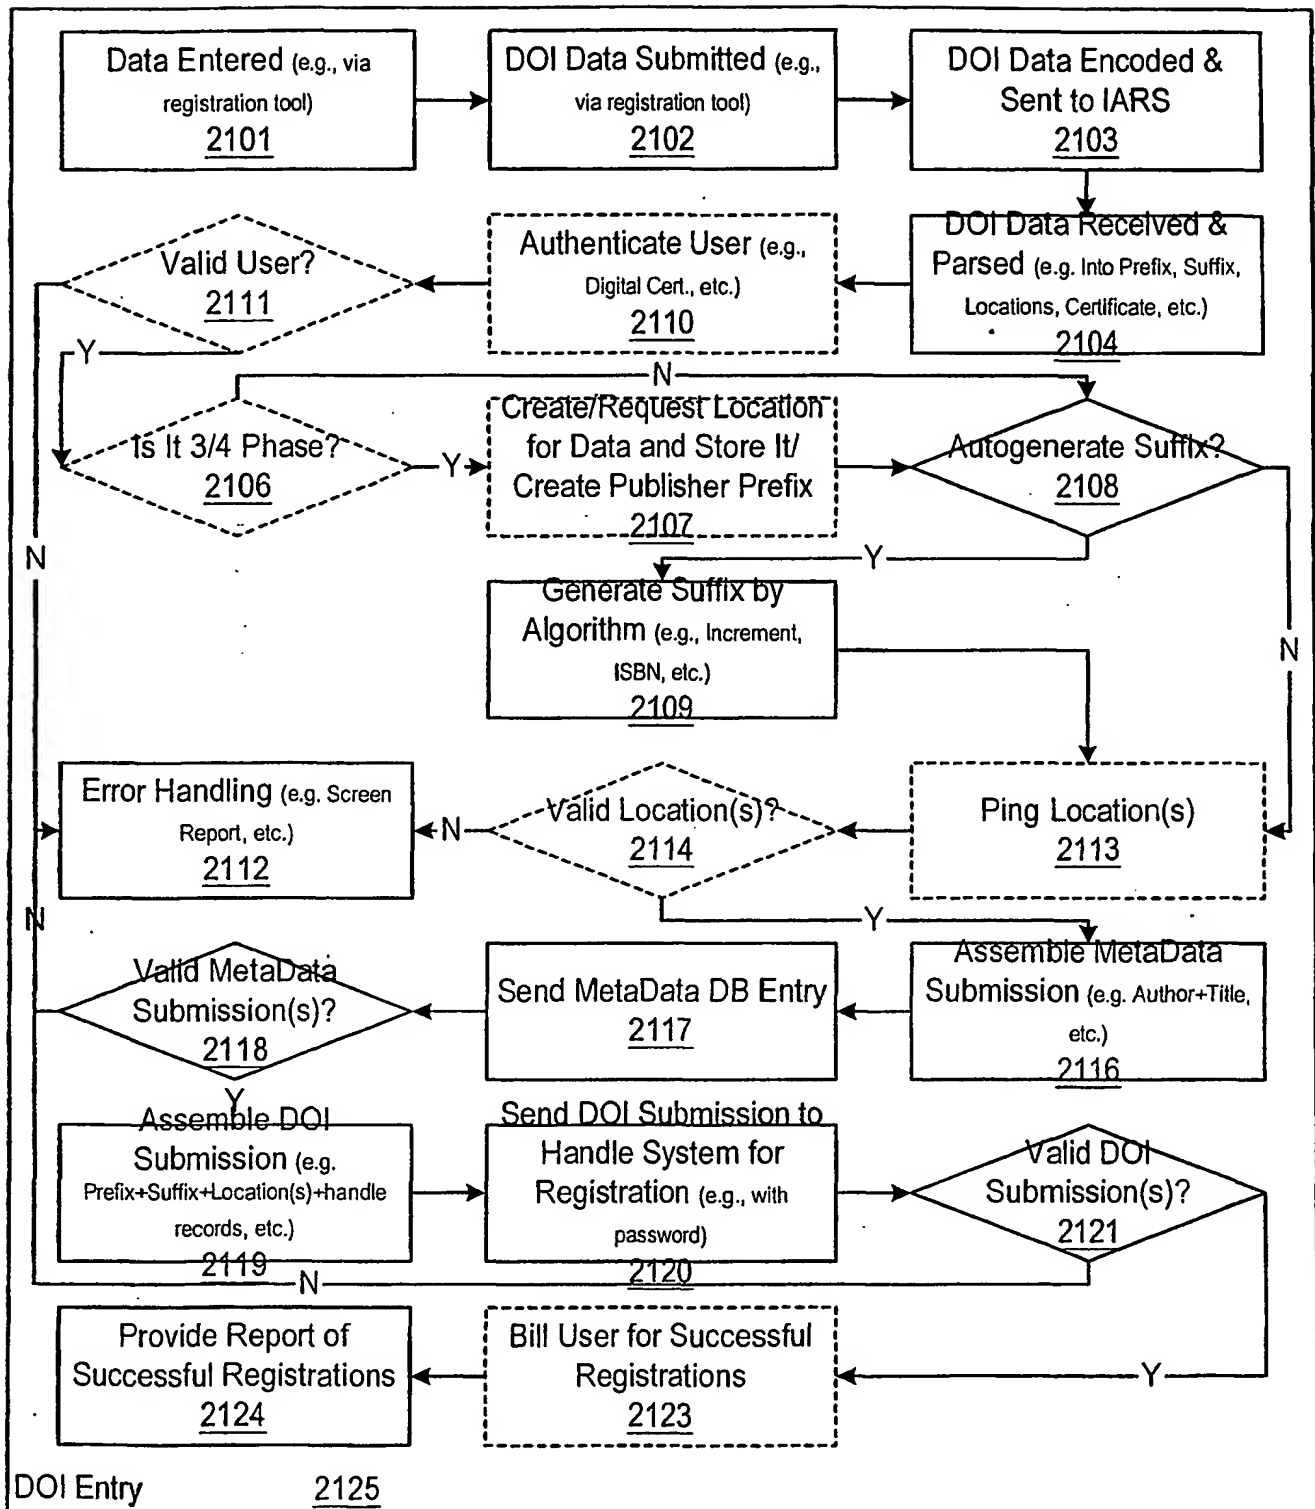 Data Entered (e.g., via
registration tool)
2101
DOI Data Submitted (e.g.,
via registration tool)
2102
DOI Data Encoded &
Sent to IARS
2103
Valid User?
2111
Authenticate User (e.g.,
Digital Cert., etc.)
2110
DOI Data Received &
Parsed (e.g. Into Prefix, Suffix,
Locations, Certificate, etc.)
2104
Y
N
Is It 3/4 Phase?
2106
Y
Create/Request Location
for Data and Store It/
Create Publisher Prefix
2107
Autogenerate Suffix?
2108
N
Y
Generate Suffix by
Algorithm (e.g., Increment,
ISBN, etc.)
2109
N
Error Handling (e.g. Screen
Report, etc.)
2112
N
Valid Location(s)?
2114
Ping Location(s)
2113
N
Y
Valid MetaData
Submission(s)?
2118
Send MetaData DB Entry
2117
Assemble MetaData
Submission (e.g. Author+Title,
etc.)
2116
Y
Assemble DOI
Submission (e.g.
Prefix+Suffix+Location(s)+handle
records, etc.)
2119
Send DOI Submission to
Handle System for
Registration (e.g., with
password)
2120
Valid DOI
Submission(s)?
2121
N
Provide Report of
Successful Registrations
2124
Bill User for Successful
Registrations
2123
Y
DOI Entry 2125